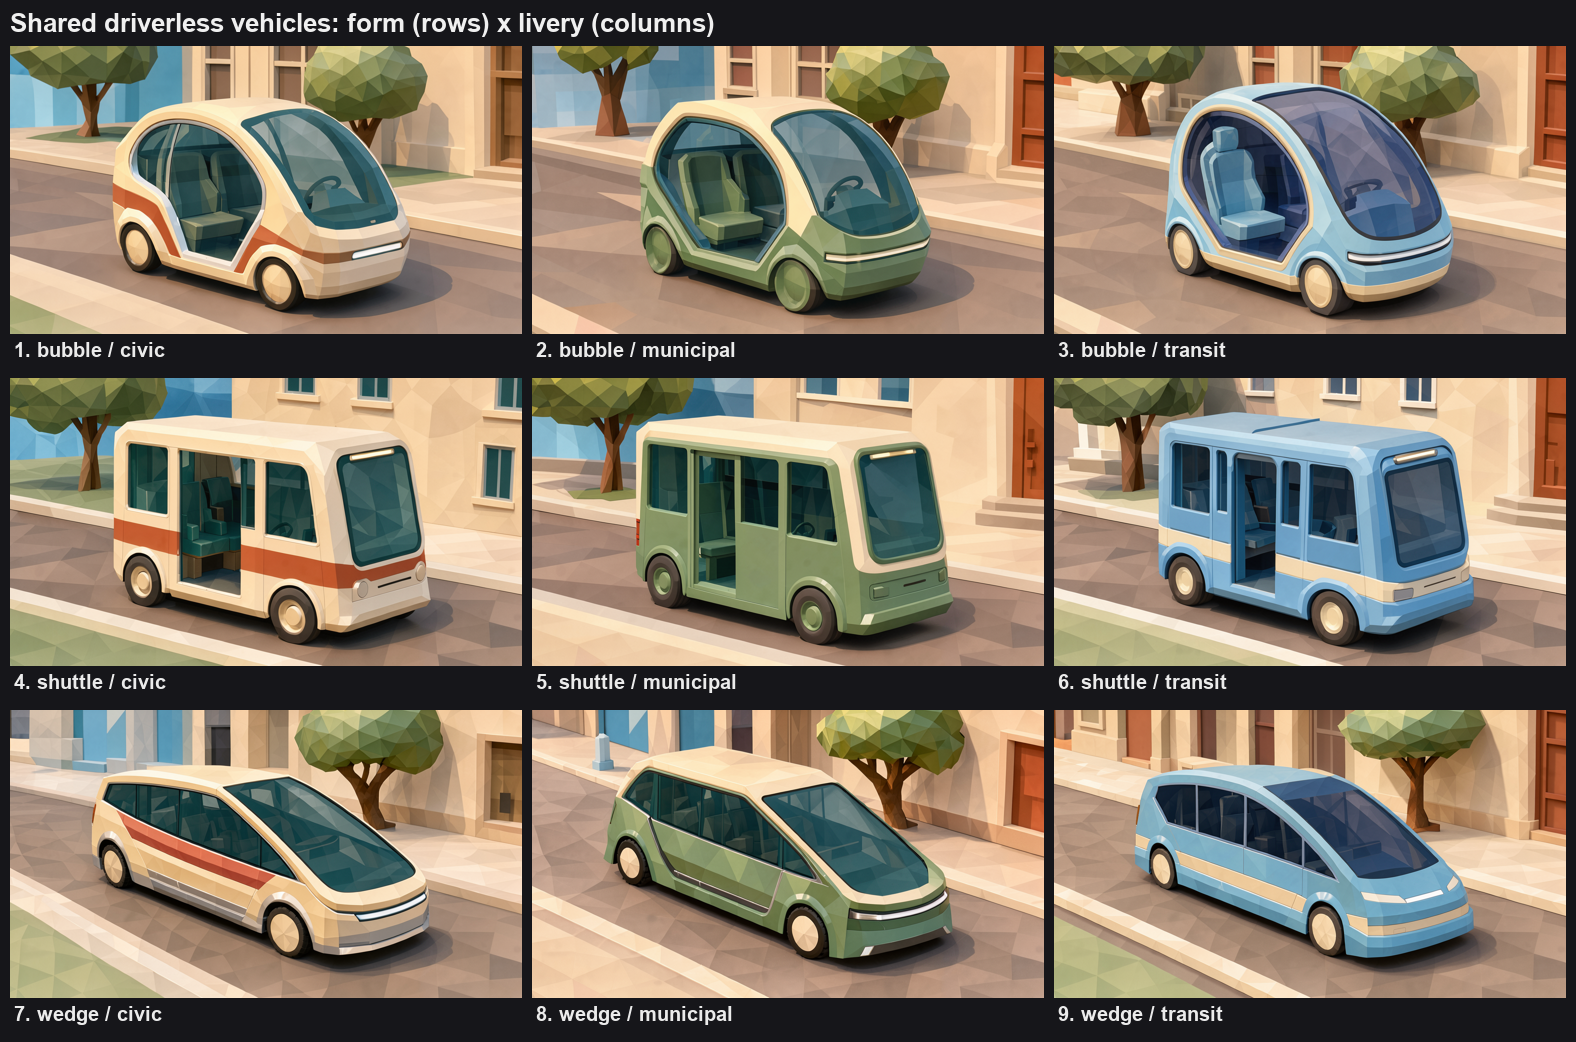 Shared driverless vehicles: form (rows) x livery (columns)
1. bubble / civic
2. bubble / municipal
3. bubble / transit
4. shuttle / civic
5. shuttle / municipal
6. shuttle / transit
7. wedge / civic
8. wedge / municipal
9. wedge / transit